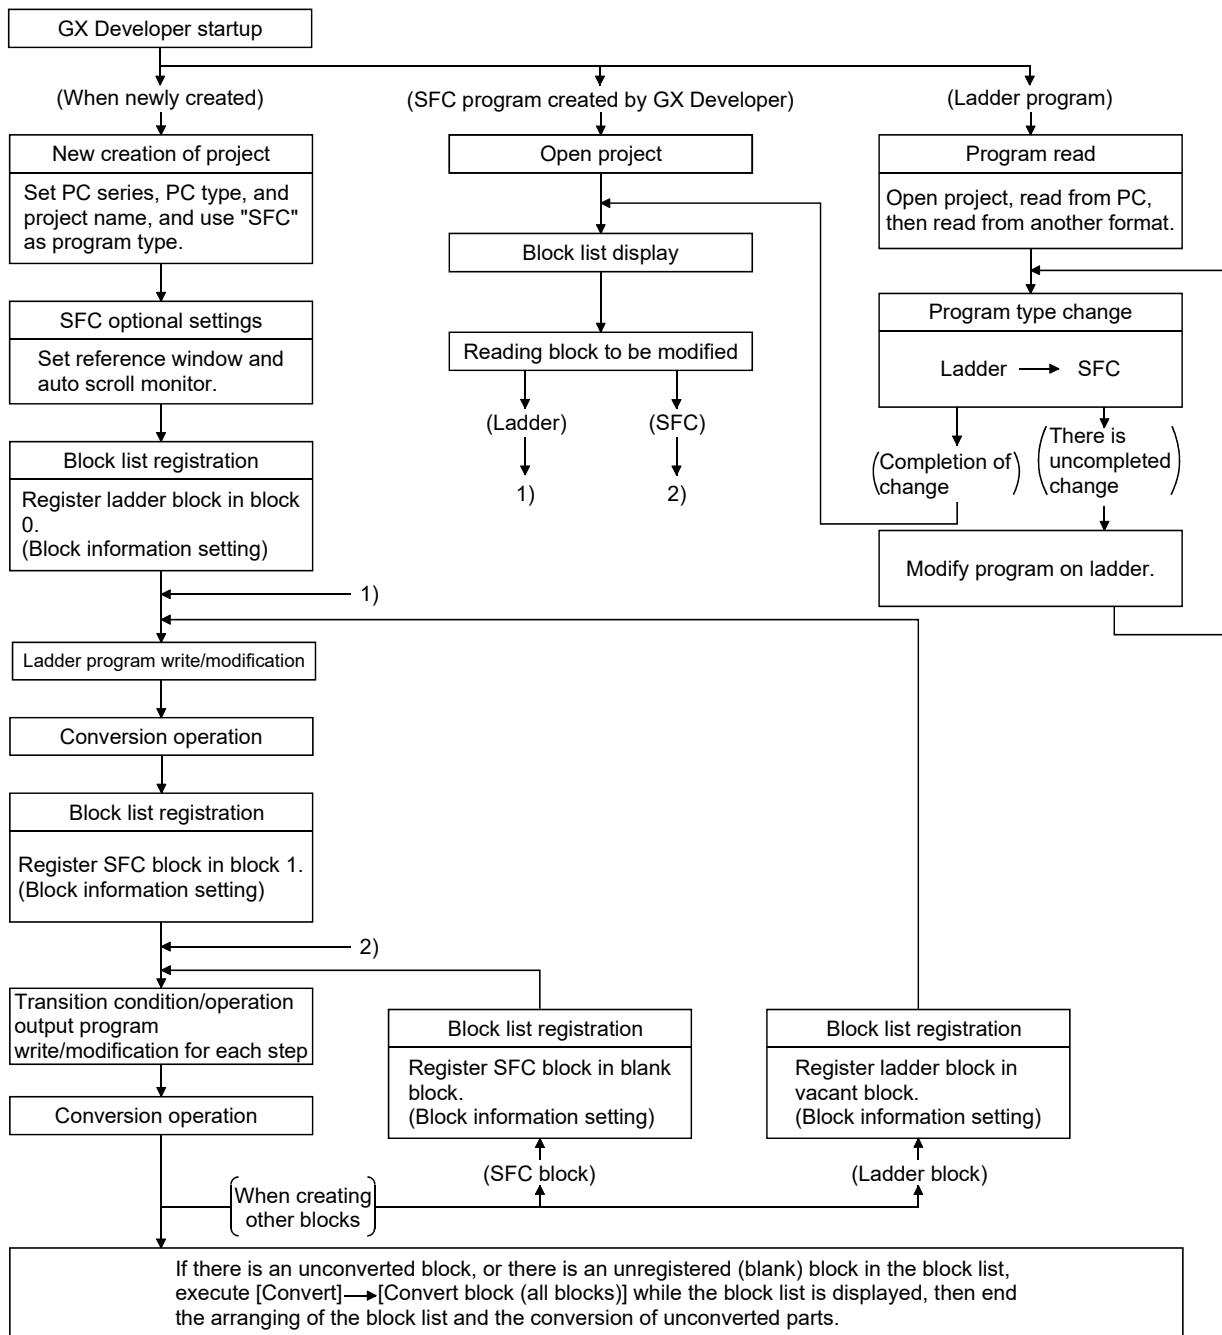 GX Developer startup
(When newly created)
(SFC program created by GX Developer)
(Ladder program)
New creation of project
Set PC series, PC type, and
project name, and use "SFC"
as program type.
Open project
Program read
Open project, read from PC,
then read from another format.
Block list display
Program type change
Ladder → SFC
SFC optional settings
Set reference window and
auto scroll monitor.
Reading block to be modified
(Ladder)
(SFC)
1)
2)
(Completion of
change)
(There is
uncompleted
change)
Modify program on ladder.
Block list registration
Register ladder block in block
0.
(Block information setting)
1)
Ladder program write/modification
Conversion operation
Block list registration
Register SFC block in block 1.
(Block information setting)
2)
Transition condition/operation
output program
write/modification for each step
Conversion operation
Block list registration
Register SFC block in blank
block.
(Block information setting)
(SFC block)
Block list registration
Register ladder block in
vacant block.
(Block information setting)
(Ladder block)
[When creating
other blocks]
If there is an unconverted block, or there is an unregistered (blank) block in the block list,
execute [Convert]→[Convert block (all blocks)] while the block list is displayed, then end
the arranging of the block list and the conversion of unconverted parts.